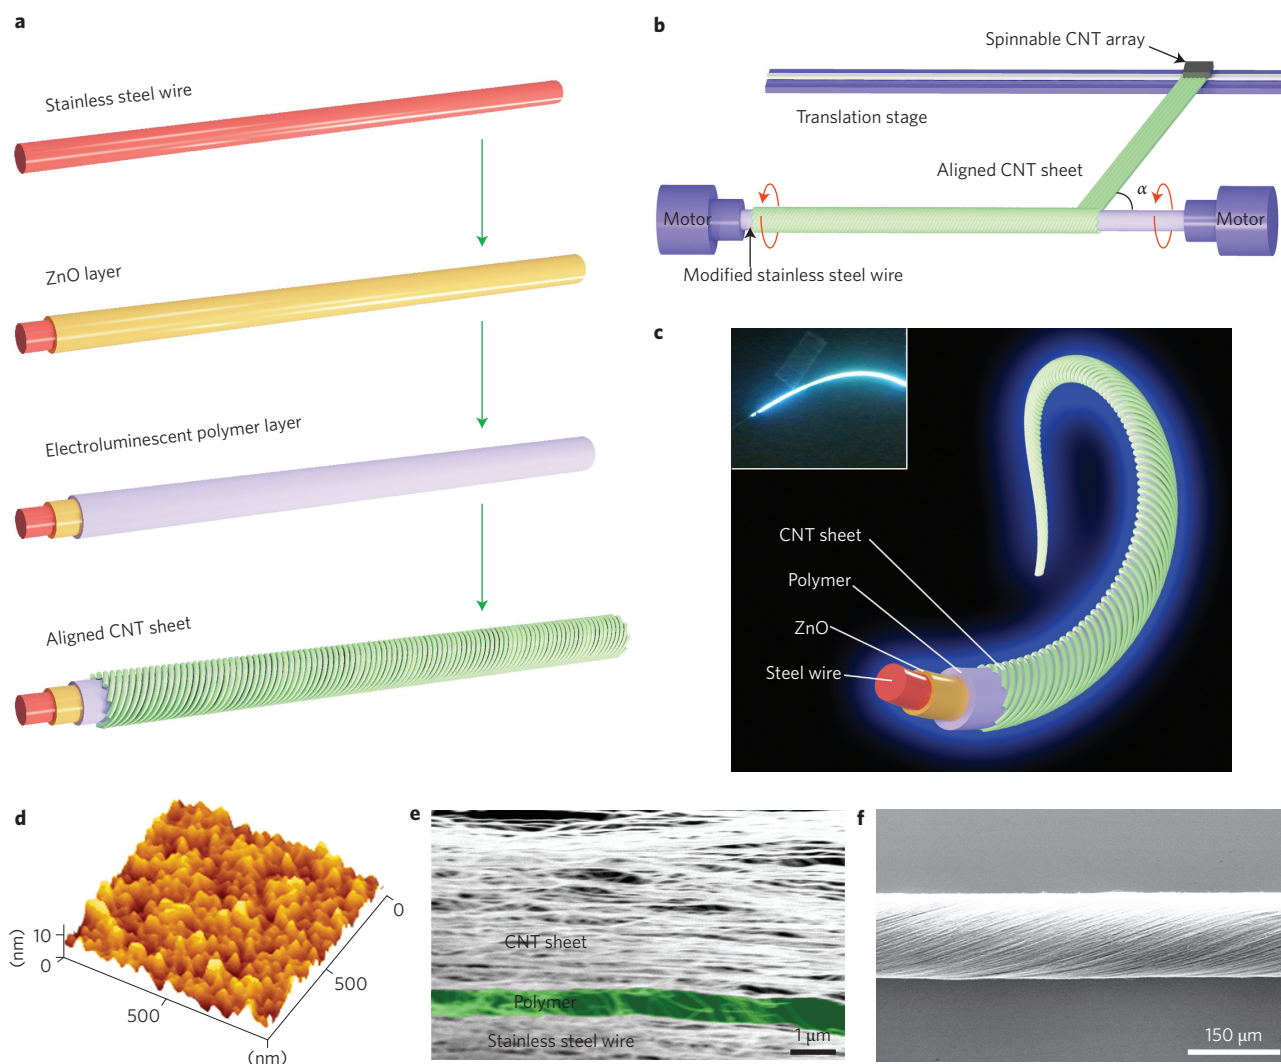 a
Stainless steel wire
ZnO layer
Electroluminescent polymer layer
Aligned CNT sheet
b
Spinnable CNT array
Translation stage
Aligned CNT sheet
α
Motor
Motor
Modified stainless steel wire
c
CNT sheet
Polymer
ZnO
Steel wire
d
10
(nm)
0
0
500
500
(nm)
e
CNT sheet
Polymer
Stainless steel wire
1 μm
f
150 μm